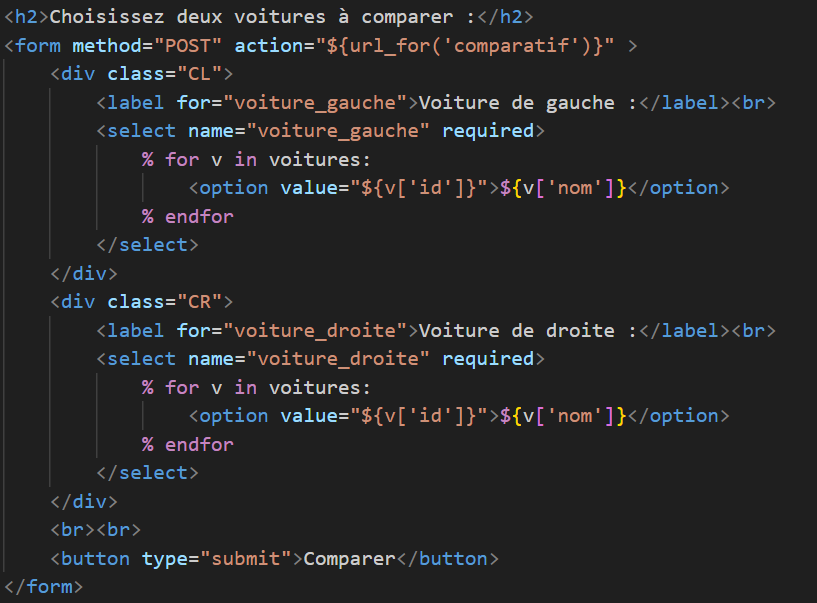 <h2>Choisissez deux voitures à comparer :</h2>
<form method="POST" action="${url_for('comparatif')}" >
    <div class="CL">
        <label for="voiture_gauche">Voiture de gauche :</label><br>
        <select name="voiture_gauche" required>
            % for v in voitures:
                <option value="${v['id']}">${v['nom']}</option>
            % endfor
        </select>
    </div>
    <div class="CR">
        <label for="voiture_droite">Voiture de droite :</label><br>
        <select name="voiture_droite" required>
            % for v in voitures:
                <option value="${v['id']}">${v['nom']}</option>
            % endfor
        </select>
    </div>
    <br><br>
    <button type="submit">Comparer</button>
</form>